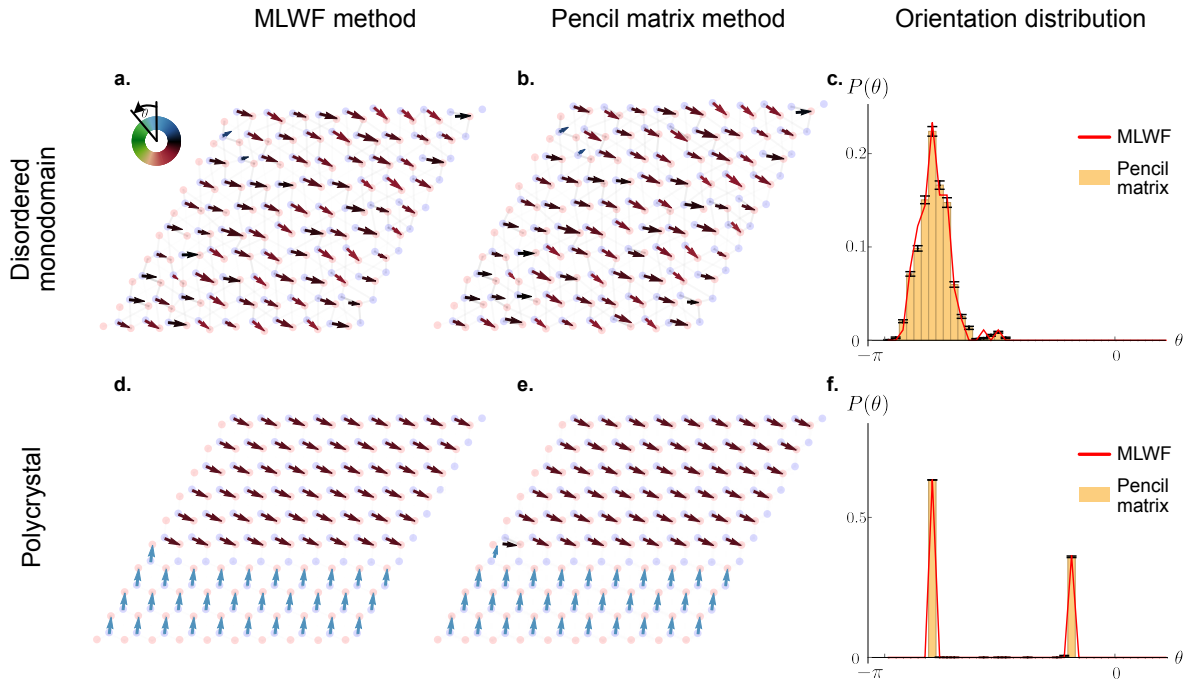 MLWF method
Pencil matrix method
Orientation distribution
Disordered
monodomain
a.
θ
b.
c.
P(θ)
0.2
0.1
0
−π
0
θ
MLWF
Pencil
matrix
Polycrystal
d.
e.
f.
P(θ)
0.5
0
−π
0
θ
MLWF
Pencil
matrix